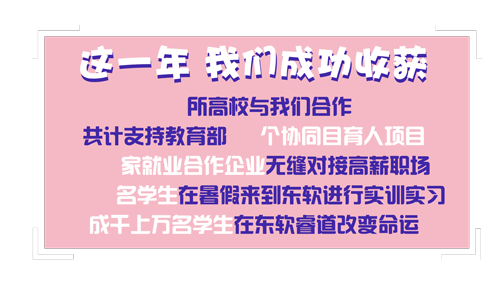 这一年 我们成功收获
所高校与我们合作
共计支持教育部 个协同目育人项目
家就业合作企业无缝对接高薪职场
名学生在暑假来到东软进行实训实习
成千上万名学生在东软睿道改变命运